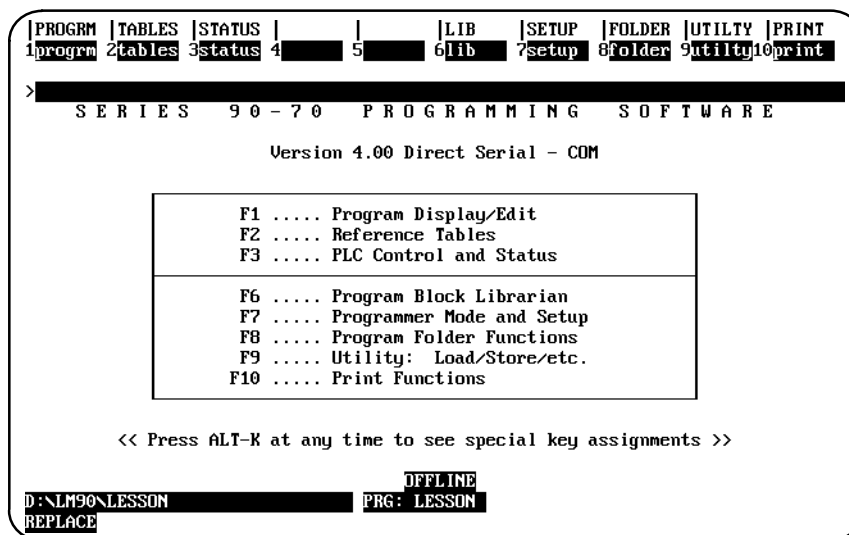 |PROGRM |TABLES |STATUS | | |LIB |SETUP |FOLDER |UTILTY |PRINT
1progrm 2tables 3status 4 5 6lib 7setup 8folder 9utilty10print
>
S E R I E S 9 0 – 7 0 P R O G R A M M I N G S O F T W A R E
Version 4.00 Direct Serial – COM
F1 ..... Program Display/Edit
F2 ..... Reference Tables
F3 ..... PLC Control and Status
F6 ..... Program Block Librarian
F7 ..... Programmer Mode and Setup
F8 ..... Program Folder Functions
F9 ..... Utility: Load/Store/etc.
F10 ..... Print Functions
<< Press ALT–K at any time to see special key assignments >>
OFFLINE
D:\LM90\LESSON PRG: LESSON
REPLACE